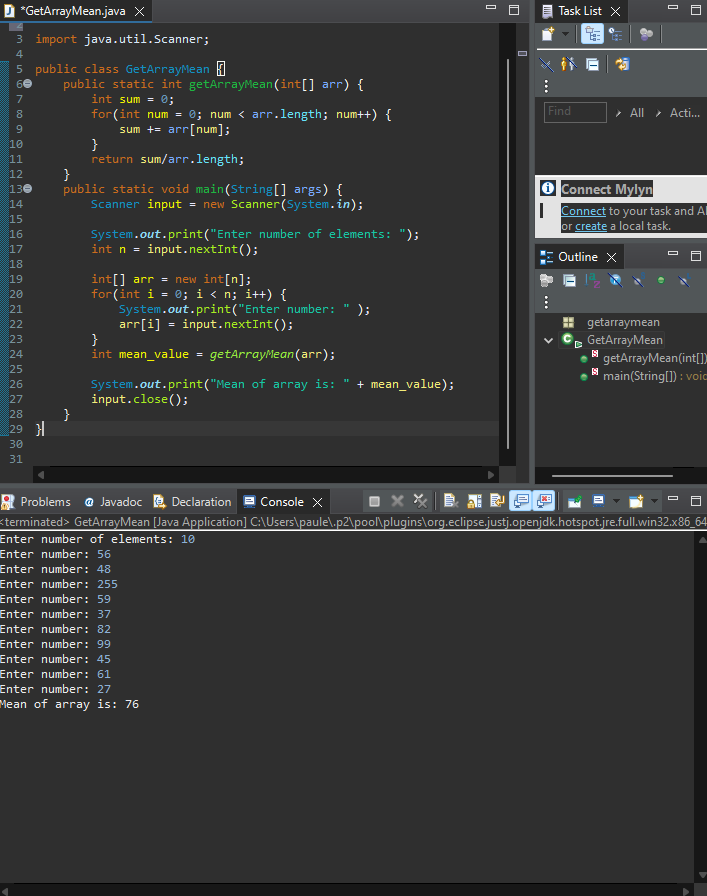 *GetArrayMean.java
Task List
3 import java.util.Scanner;
4
5 public class GetArrayMean {
6 public static int getArrayMean(int[] arr) {
7 int sum = 0;
8 for(int num = 0; num < arr.length; num++) {
9 sum += arr[num];
10 }
11 return sum/arr.length;
12 }
13 public static void main(String[] args) {
14 Scanner input = new Scanner(System.in);
15
16 System.out.print("Enter number of elements: ");
17 int n = input.nextInt();
18
19 int[] arr = new int[n];
20 for(int i = 0; i < n; i++) {
21 System.out.print("Enter number: " );
22 arr[i] = input.nextInt();
23 }
24 int mean_value = getArrayMean(arr);
25
26 System.out.print("Mean of array is: " + mean_value);
27 input.close();
28 }
29 }
30
31
Find All Acti...
Connect Mylyn
Connect to your task and Al
or create a local task.
Outline
getarraymean
GetArrayMean
getArrayMean(int[])
main(String[]) : void
Problems Javadoc Declaration Console
<terminated> GetArrayMean [Java Application] C:\Users\paule\.p2\pool\plugins\org.eclipse.justj.openjdk.hotspot.jre.full.win32.x86_64
Enter number of elements: 10
Enter number: 56
Enter number: 48
Enter number: 255
Enter number: 59
Enter number: 37
Enter number: 82
Enter number: 99
Enter number: 45
Enter number: 61
Enter number: 27
Mean of array is: 76